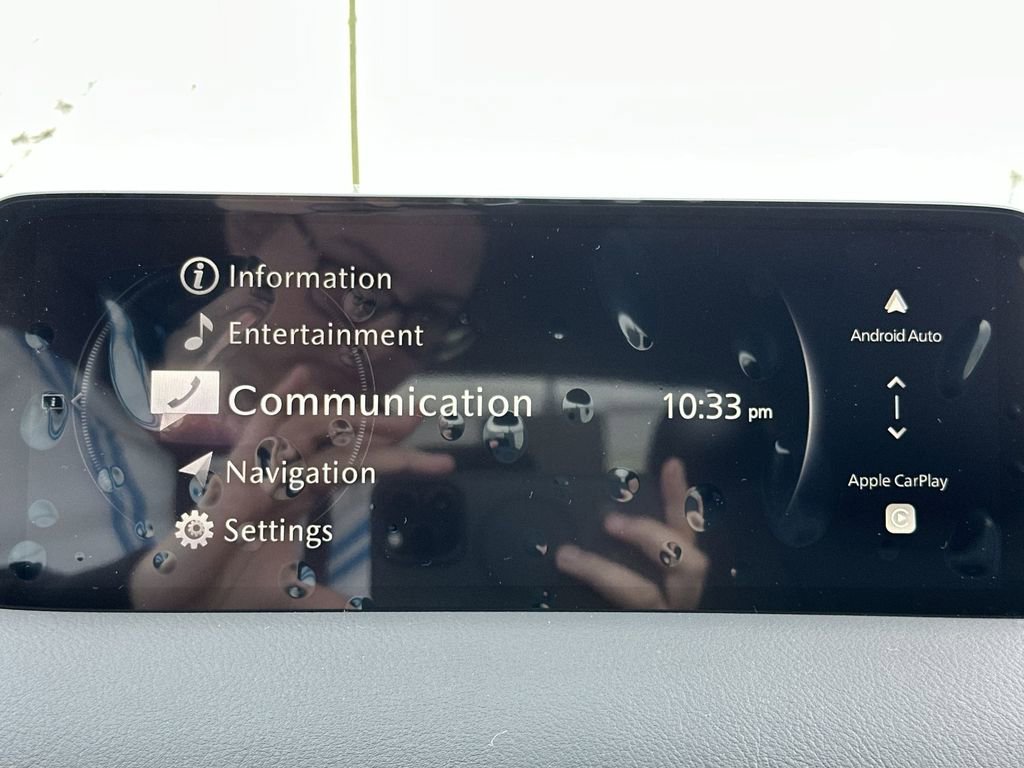 Information
Entertainment
Communication
Navigation
Settings
10:33 pm
Android Auto
Apple CarPlay